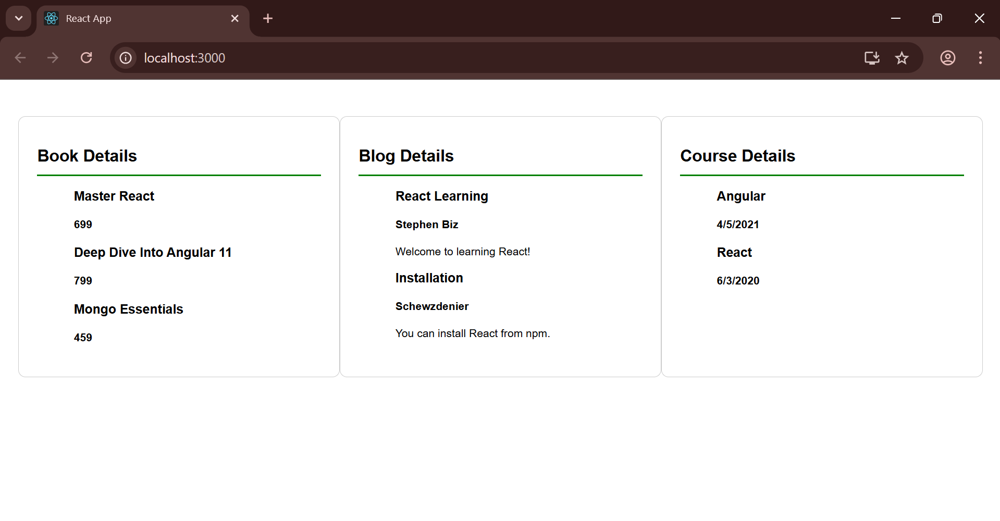 React App
localhost:3000
Book Details
Master React
699
Deep Dive Into Angular 11
799
Mongo Essentials
459
Blog Details
React Learning
Stephen Biz
Welcome to learning React!
Installation
Schewzdenier
You can install React from npm.
Course Details
Angular
4/5/2021
React
6/3/2020